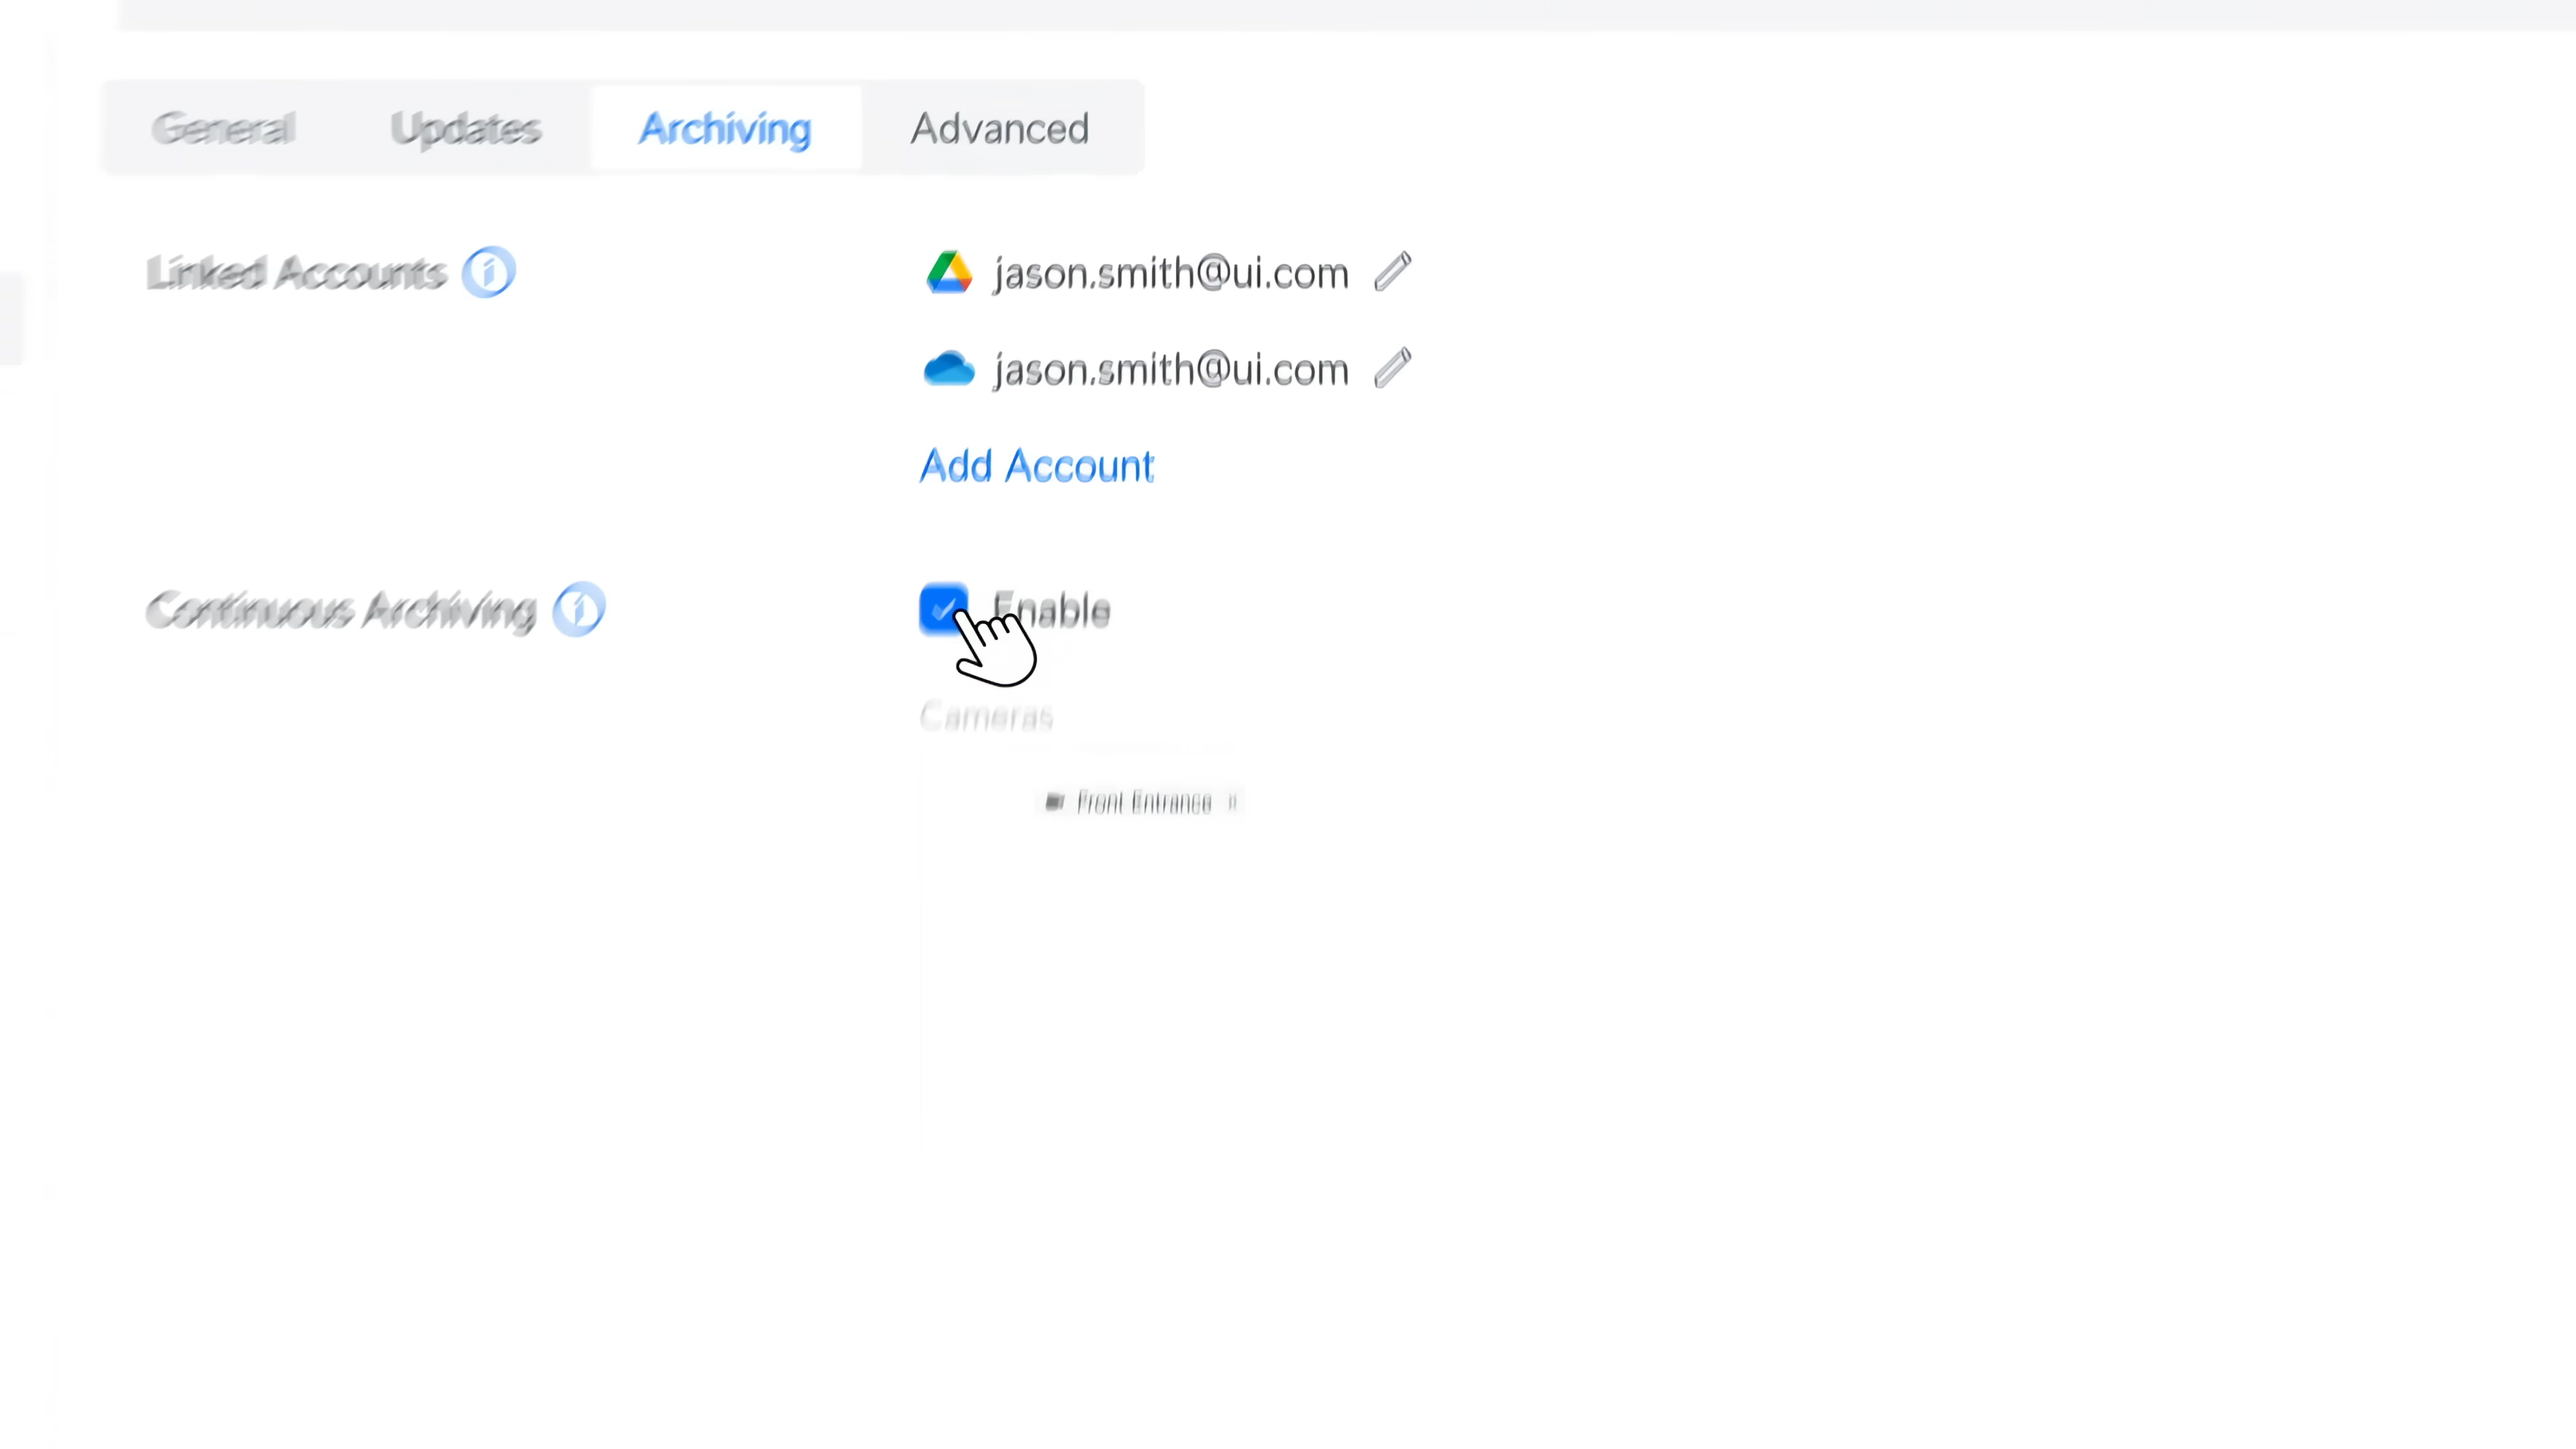 General Updates Archiving Advanced
Linked Accounts jason.smith@ui.com
jason.smith@ui.com
Add Account
Continuous Archiving Enable
Cameras
Front Entrance